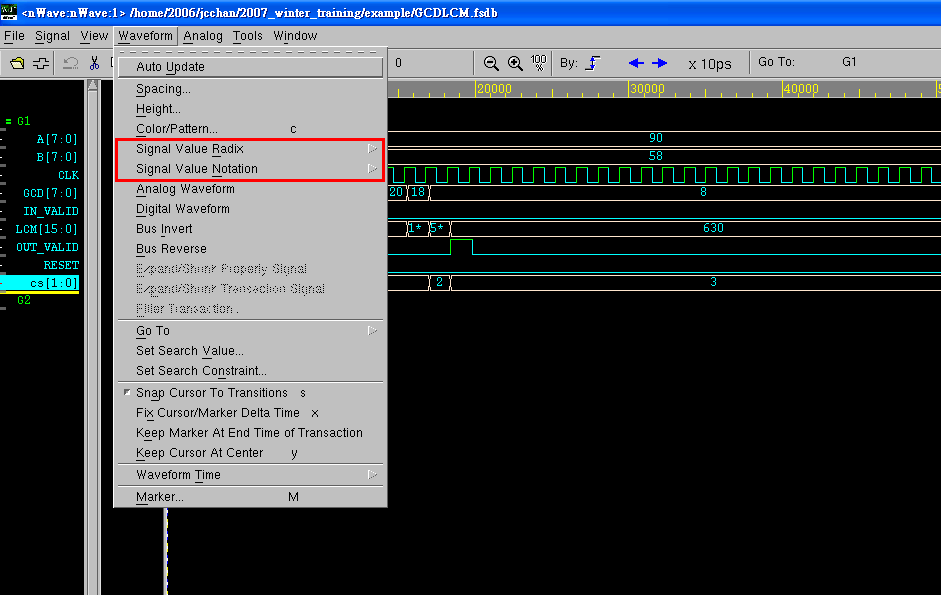 <nWave:nWave:1> /home/2006/jcchan/2007_winter_training/example/GCDLCM.fsdb
File Signal View Waveform Analog Tools Window
0 100 % By: x 10ps Go To: G1
Auto Update
Spacing...
Height...
Color/Pattern... c
Signal Value Radix
Signal Value Notation
Analog Waveform
Digital Waveform
Bus Invert
Bus Reverse
Expand/Shrink Property Signal
Expand/Shrink Transaction Signal
Filter Transaction...
Go To
Set Search Value...
Set Search Constraint...
Snap Cursor To Transitions s
Fix Cursor/Marker Delta Time x
Keep Marker At End Time of Transaction
Keep Cursor At Center y
Waveform Time
Marker... M
20000 30000 40000
G1
A[7:0] 90
B[7:0] 58
CLK
GCD[7:0] 20 18 8
IN_VALID
LCM[15:0] 1* 5* 630
OUT_VALID
RESET
cs[1:0] 2 3
G2